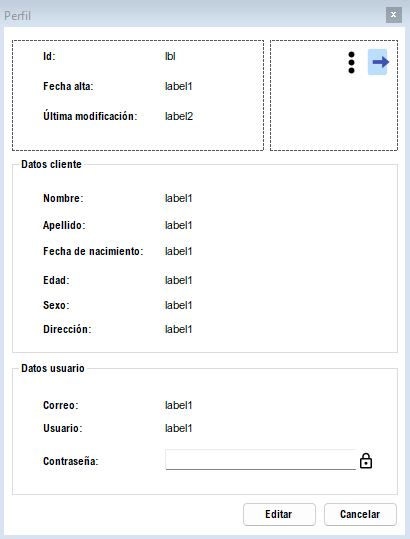 Perfil
Id: lbl
Fecha alta: label1
Última modificación: label2
Datos cliente
Nombre: label1
Apellido: label1
Fecha de nacimiento: label1
Edad: label1
Sexo: label1
Dirección: label1
Datos usuario
Correo: label1
Usuario: label1
Contraseña:
Editar Cancelar